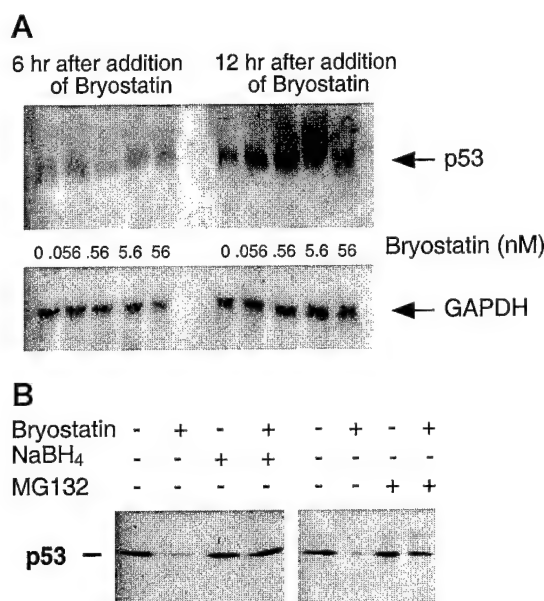 A
6 hr after addition of Bryostatin
12 hr after addition of Bryostatin
p53
0 .056 .56 5.6 56 0 .056 .56 5.6 56 Bryostatin (nM)
GAPDH
B
Bryostatin - + - + - + - +
NaBH4 - - + + - - - -
MG132 - - - - - - + +
p53